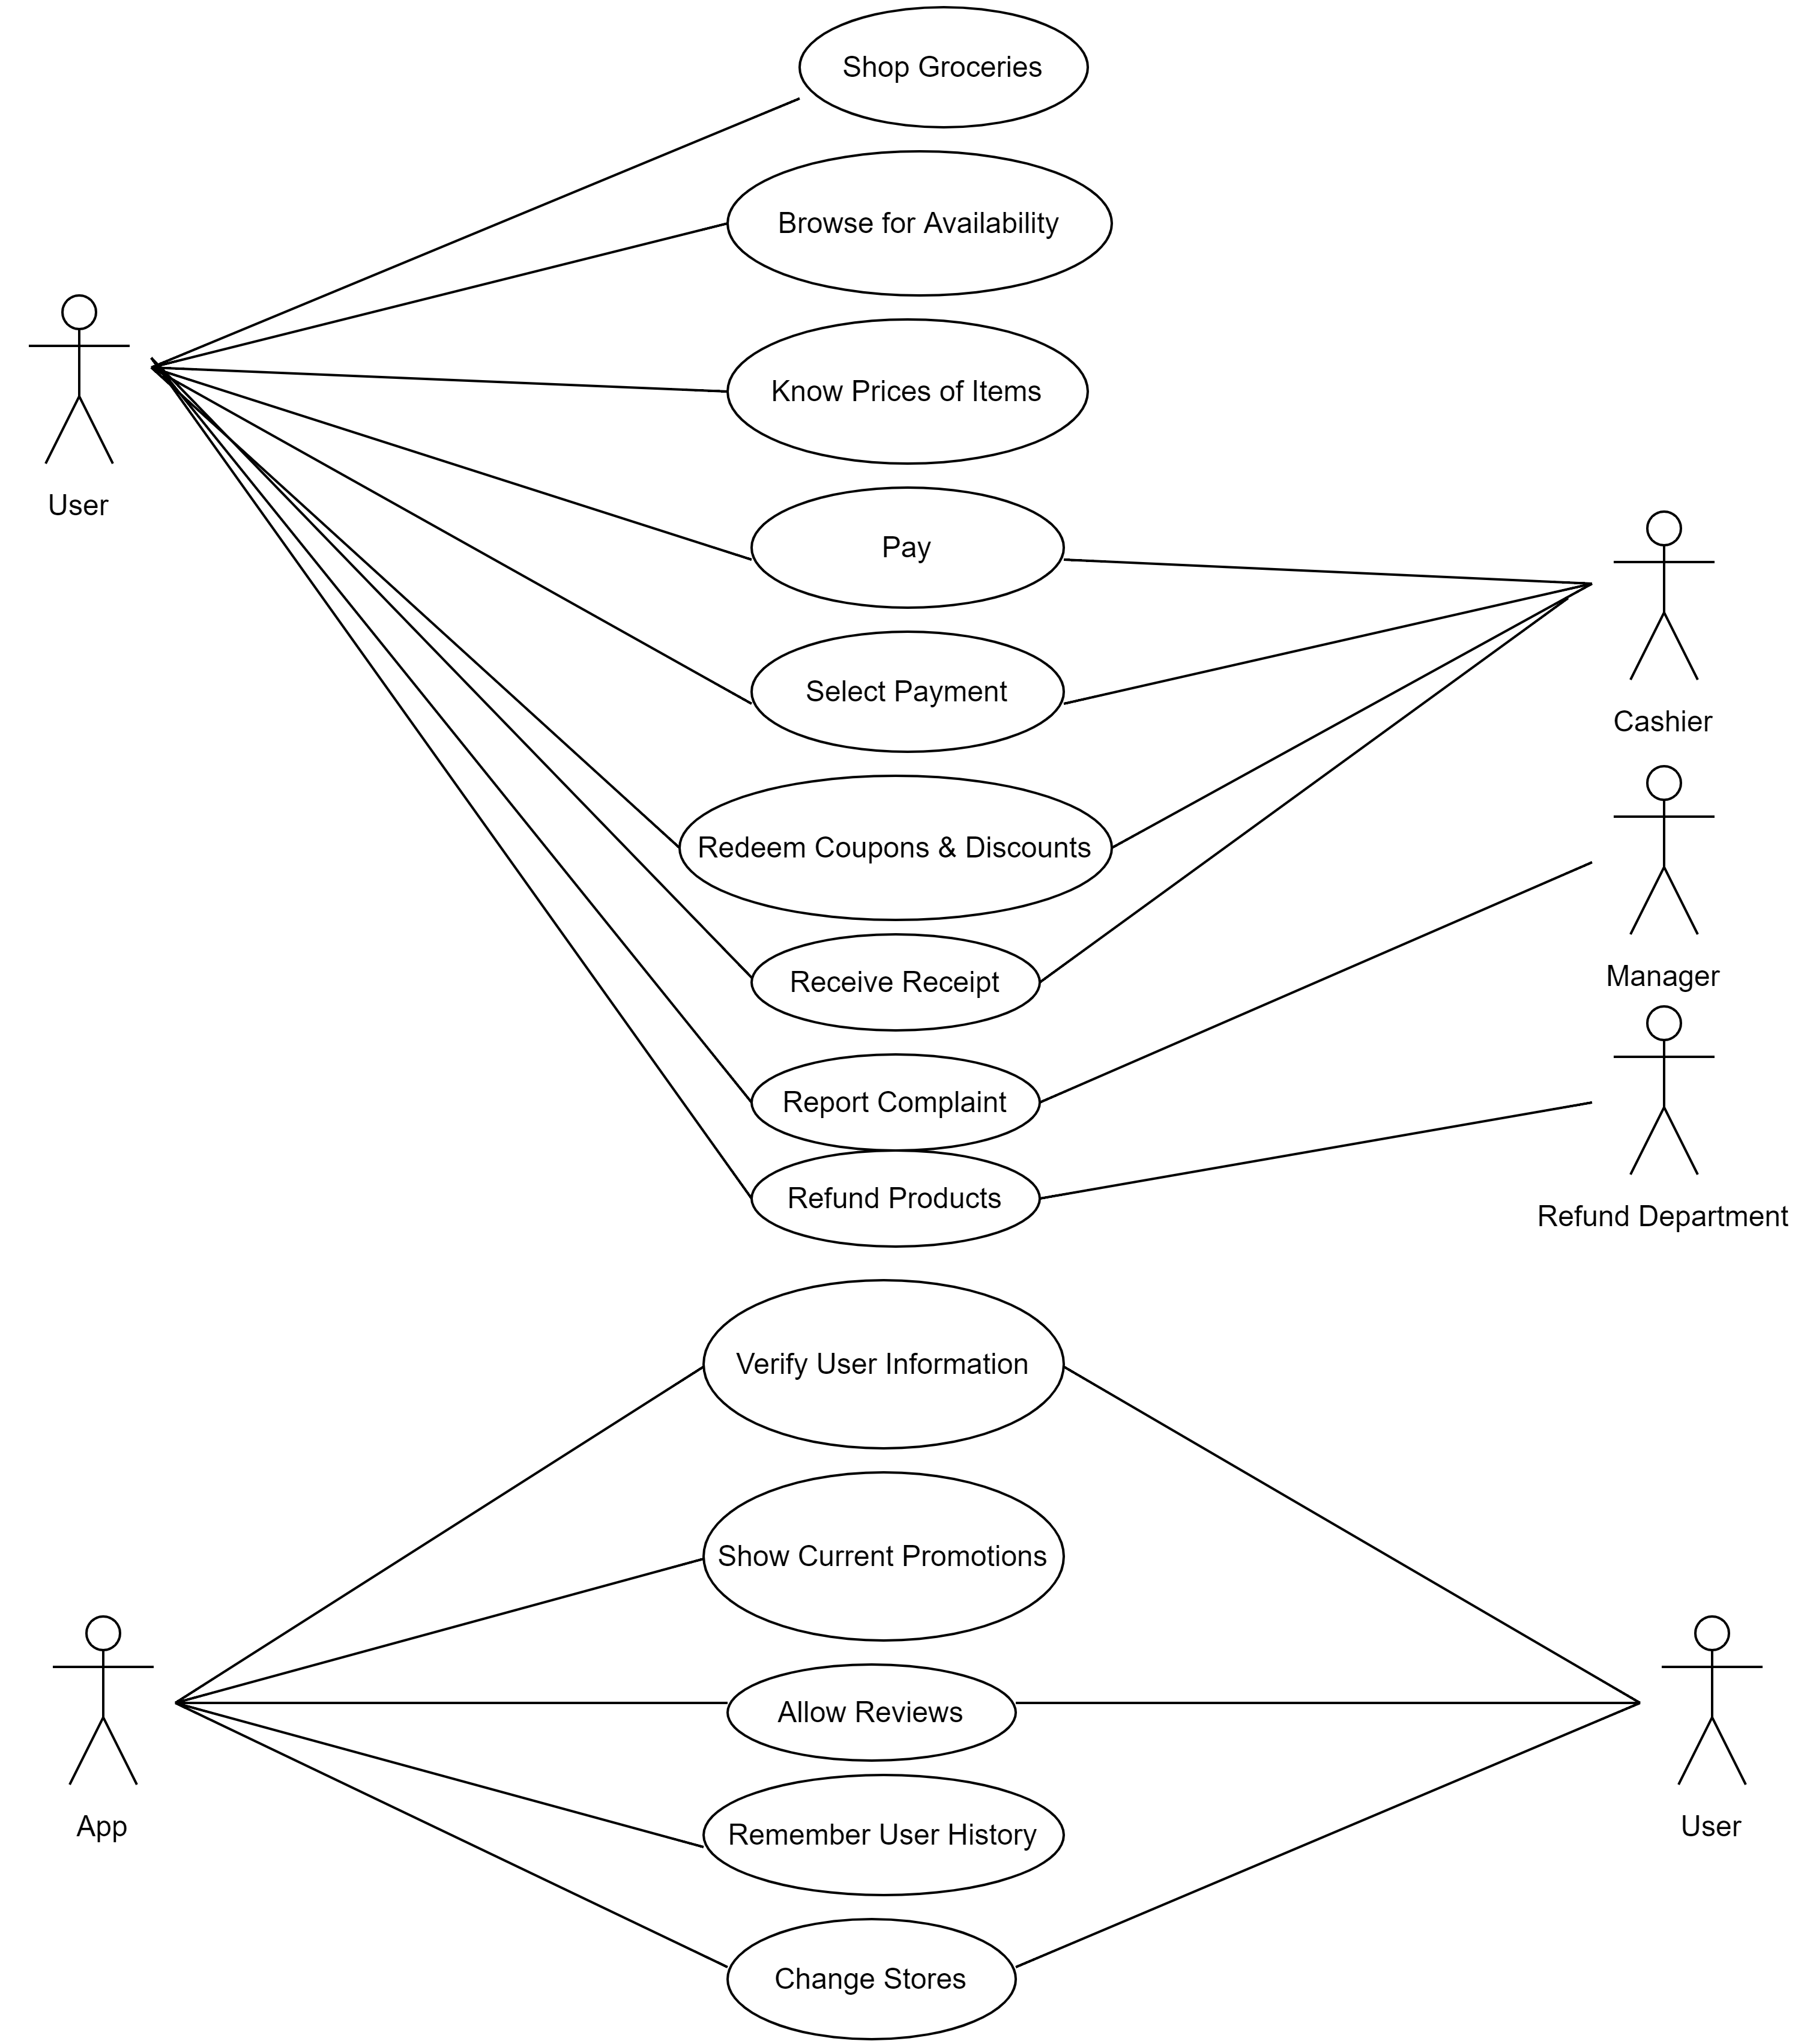 Shop Groceries
Browse for Availability
Know Prices of Items
User
Pay
Select Payment
Cashier
Redeem Coupons & Discounts
Receive Receipt
Manager
Report Complaint
Refund Products
Refund Department
Verify User Information
Show Current Promotions
Allow Reviews
App
Remember User History
User
Change Stores